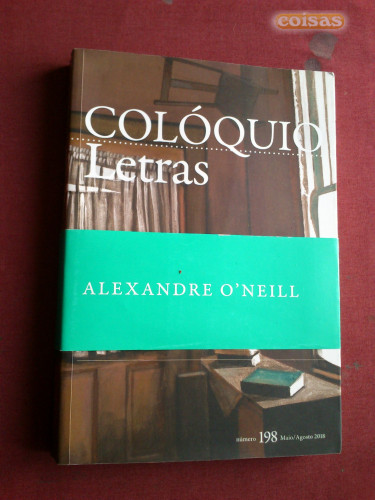 coisas
COLÓQUIO
Letras
ALEXANDRE O'NEILL
número 198 Maio/Agosto 2018